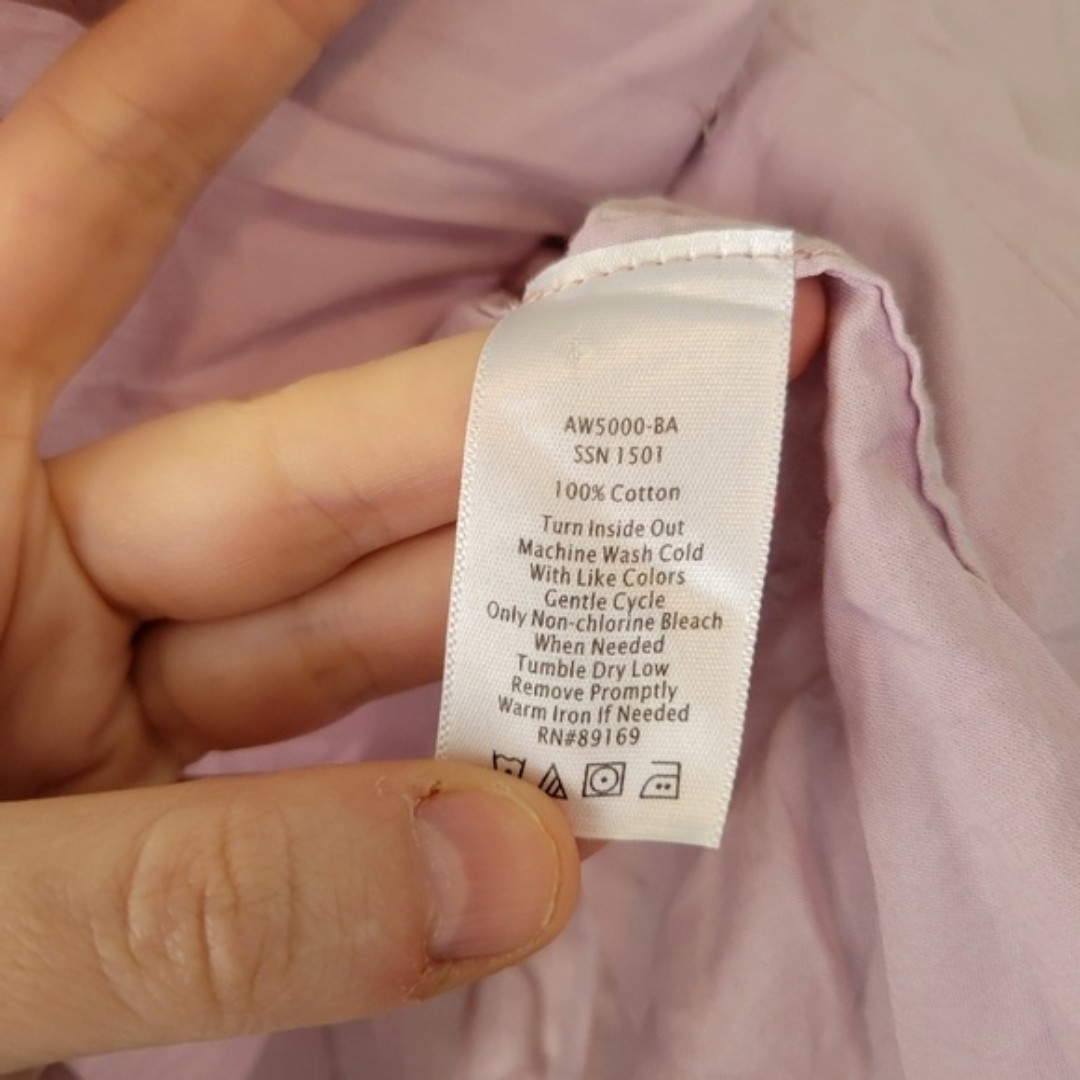 AW5000-BA
SSN 1501
100% Cotton
Turn Inside Out
Machine Wash Cold
With Like Colors
Gentle Cycle
Only Non-chlorine Bleach
When Needed
Tumble Dry Low
Remove Promptly
Warm Iron If Needed
RN#89169